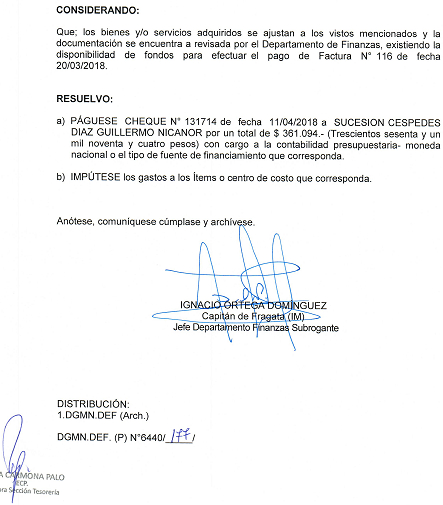 CONSIDERANDO:
Que; los bienes y/o servicios adquiridos se ajustan a los vistos mencionados y la
documentación se encuentra a revisada por el Departamento de Finanzas, existiendo la
disponibilidad de fondos para efectuar el pago de Factura N° 116 de fecha
20/03/2018.
RESUELVO:
a) PÁGUESE CHEQUE N° 131714 de fecha 11/04/2018 a SUCESION CESPEDES
DIAZ GUILLERMO NICANOR por un total de $ 361.094.- (Trescientos sesenta y un
mil noventa y cuatro pesos) con cargo a la contabilidad presupuestaria- moneda
nacional o el tipo de fuente de financiamiento que corresponda.
b) IMPÚTESE los gastos a los Ítems o centro de costo que corresponda.
Anótese, comuníquese cúmplase y archívese.
IGNACIO ORTEGA DOMINGUEZ
Capitán de Fragata (IM)
Jefe Departamento Finanzas Subrogante
DISTRIBUCIÓN:
1.DGMN.DEF (Arch.)
DGMN.DEF. (P) N°6440/ 177 /
A CARMONA PALO
ECP.
ra Sección Tesorería